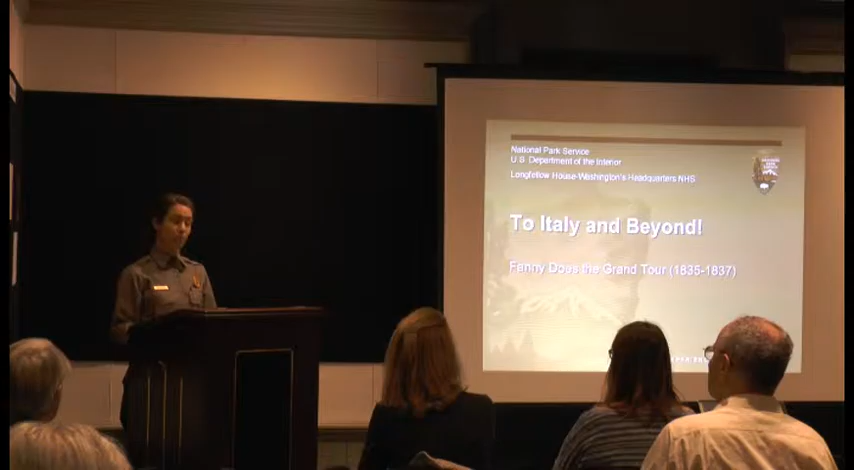 National Park Service
U.S. Department of the Interior
Longfellow House-Washington's Headquarters NHS
To Italy and Beyond!
Fanny Does the Grand Tour (1835-1837)